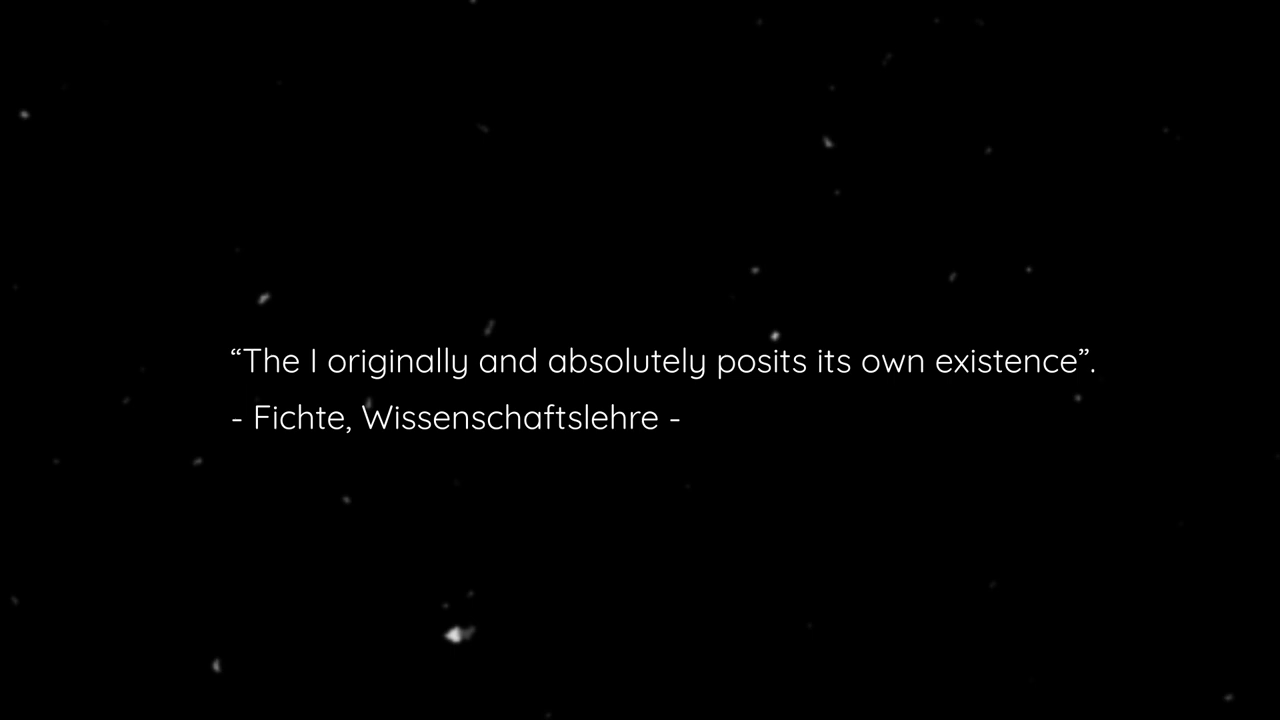 “The I originally and absolutely posits its own existence”.
- Fichte, Wissenschaftslehre -